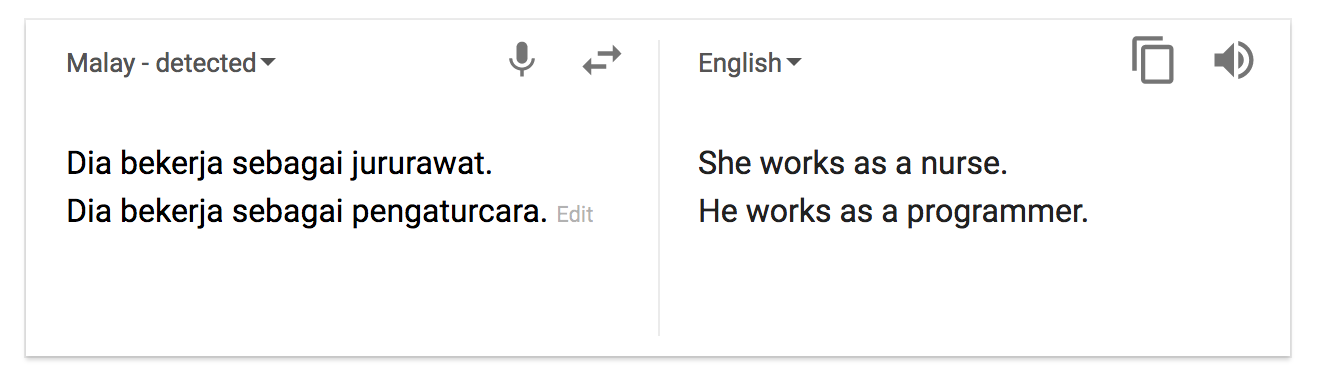 Malay - detected
English
Dia bekerja sebagai jururawat.
Dia bekerja sebagai pengaturcara. Edit
She works as a nurse.
He works as a programmer.